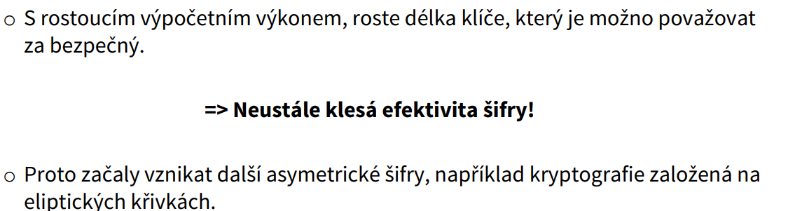 o S rostoucím výpočetním výkonem, roste délka klíče, který je možno považovat
za bezpečný.
=> Neustále klesá efektivita šifry!
o Proto začaly vznikat další asymetrické šifry, například kryptografie založená na
eliptických křivkách.